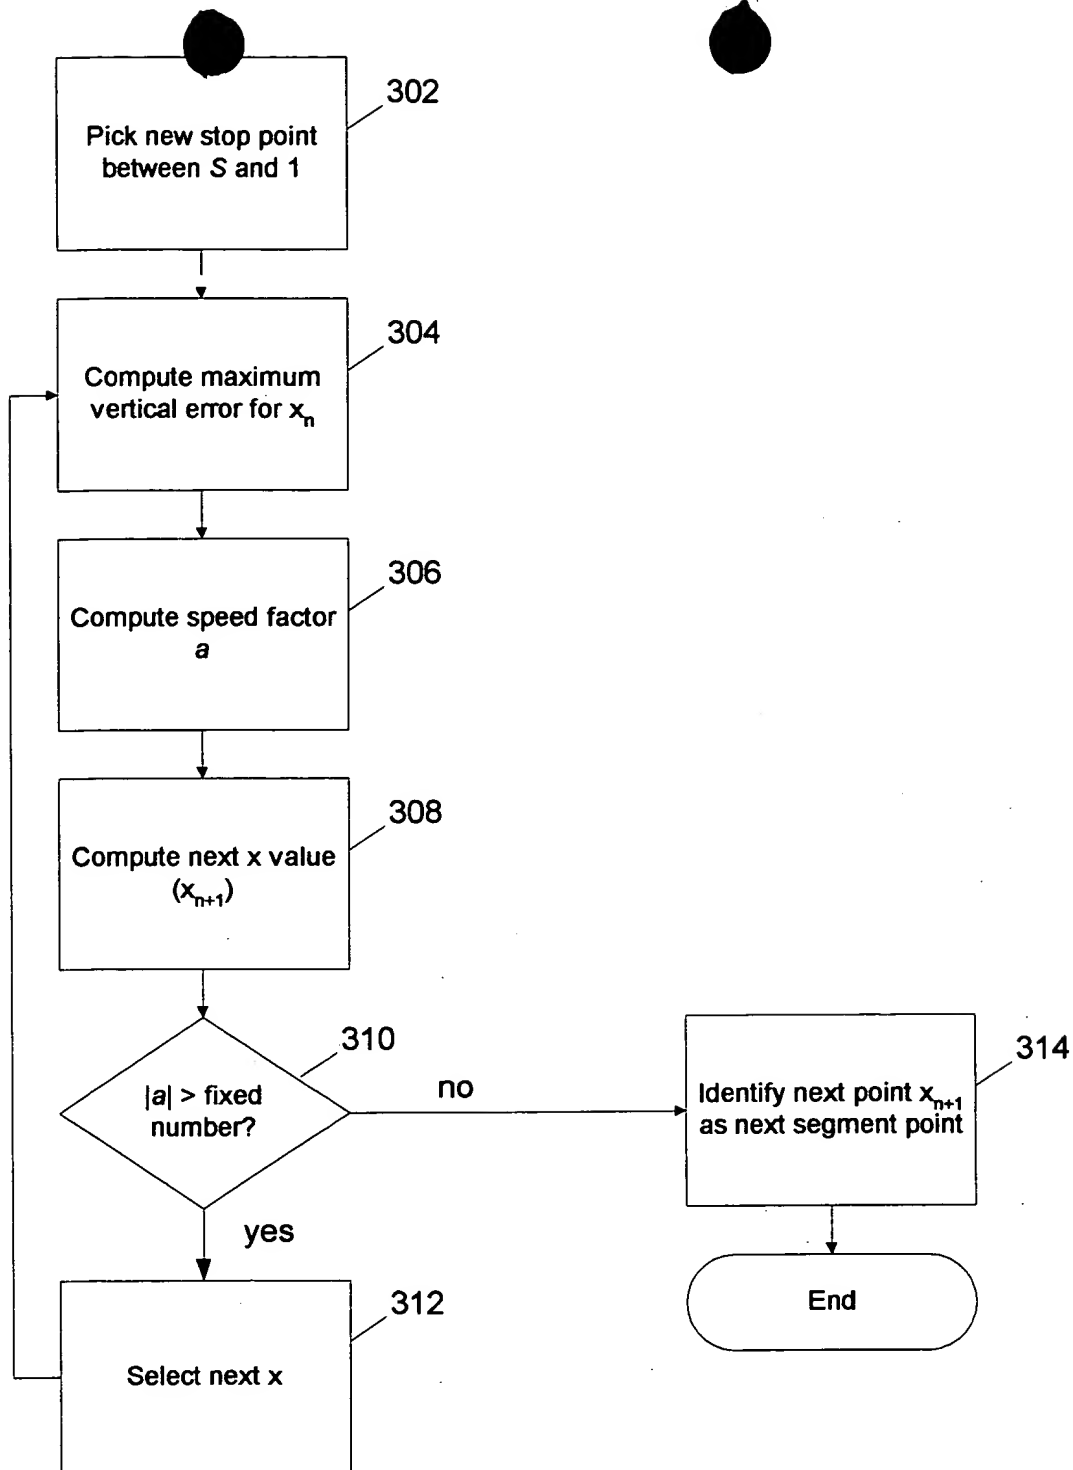 302
Pick new stop point
between S and 1
304
Compute maximum
vertical error for xₙ
306
Compute speed factor
a
308
Compute next x value
(xₙ₊₁)
310
|a| > fixed
number?
no
314
Identify next point xₙ₊₁
as next segment point
yes
312
Select next x
End